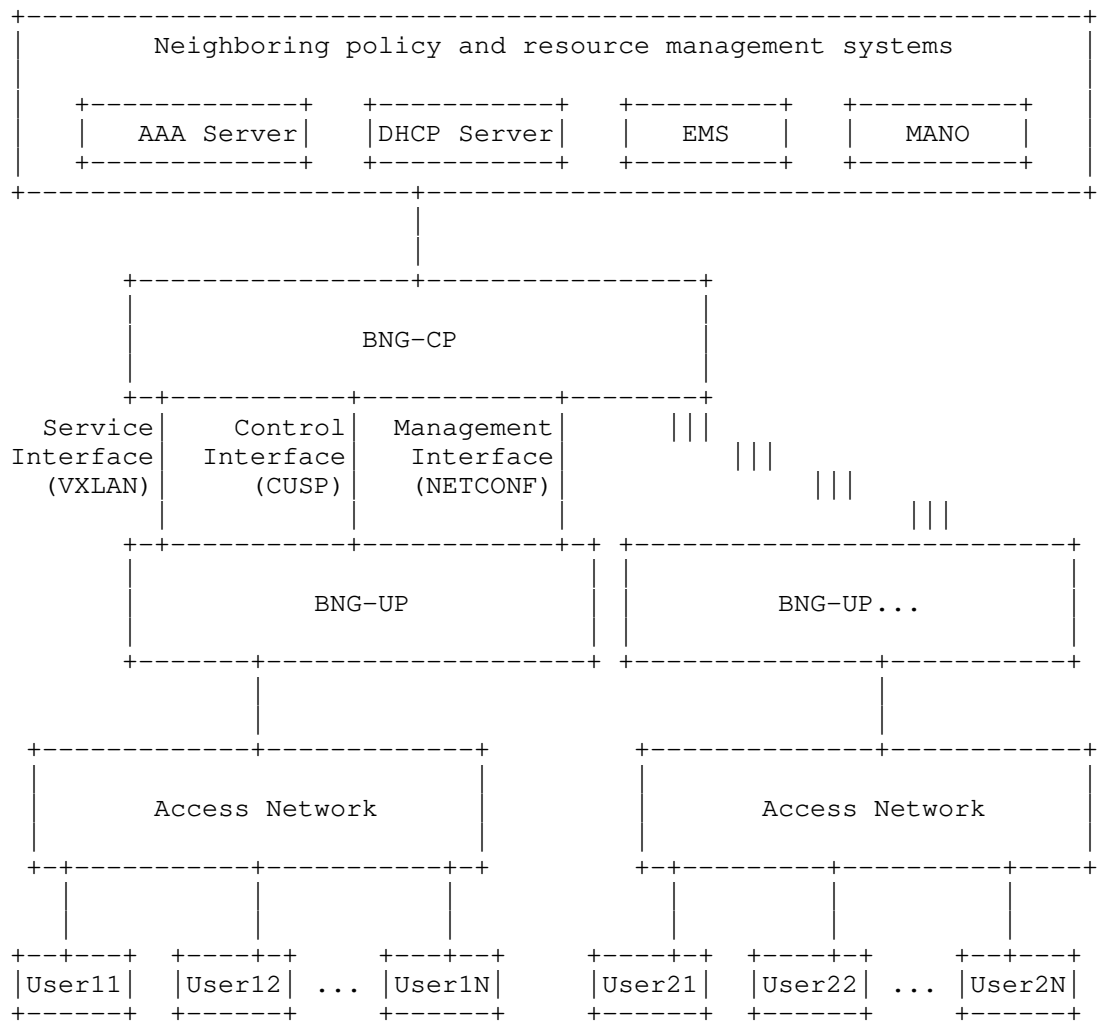 Neighboring policy and resource management systems
AAA Server DHCP Server EMS MANO
BNG-CP
Service Control Management
Interface Interface Interface
(VXLAN) (CUSP) (NETCONF)
BNG-UP BNG-UP...
Access Network Access Network
User11 User12 ... User1N User21 User22 ... User2N